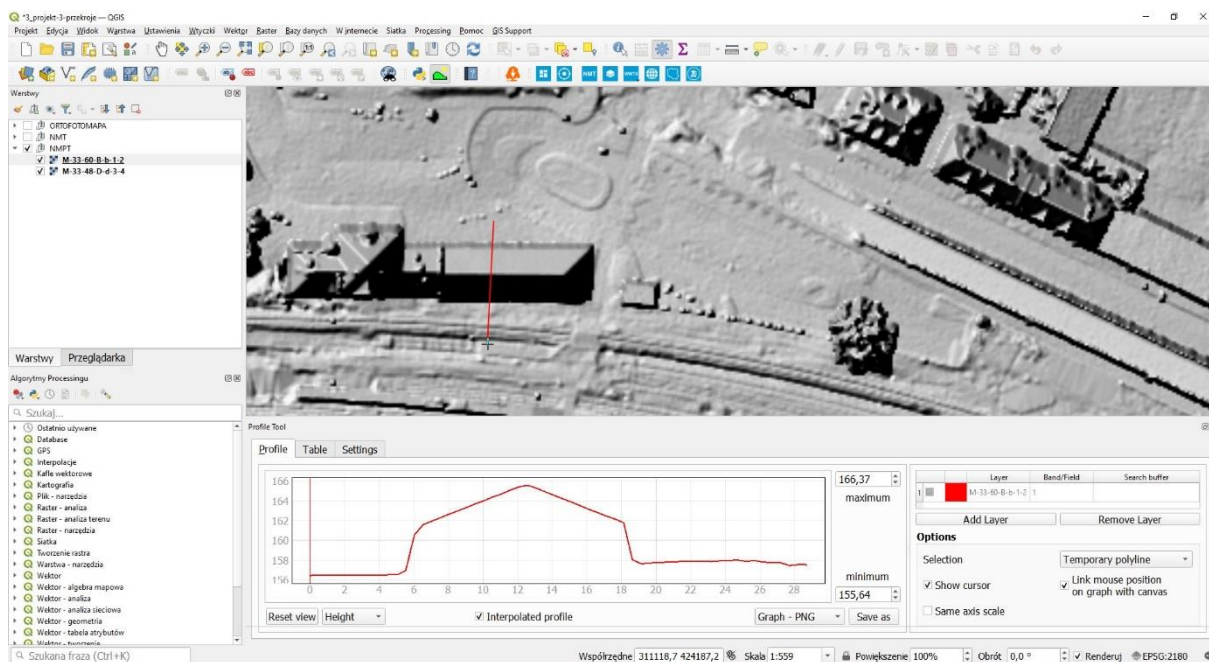 *3_projekt-3-przekroje — QGIS
Projekt Edycja Widok Warstwa Ustawienia Wtyczki Wektor Raster Bazy danych W internecie Siatka Processing Pomoc GIS Support
NMT WMTS
Warstwy
ORTOFOTOMAPA
NMT
NMPT
M-33-60-B-b-1-2
M-33-48-D-d-3-4
Warstwy Przeglądarka
Algorytmy Processingu
Szukaj...
Ostatnio używane
Database
GPS
Interpolacje
Kafle wektorowe
Kartografia
Plik - narzędzia
Raster - analiza
Raster - analiza terenu
Raster - narzędzia
Siatka
Tworzenie rastra
Warstwa - narzędzia
Wektor
Wektor - algebra mapowa
Wektor - analiza
Wektor - analiza sieciowa
Wektor - geometria
Wektor - tabela atrybutów
Wektor - tworzenie
Profile Tool
Profile Table Settings
166
164
162
160
158
156
0 2 4 6 8 10 12 14 16 18 20 22 24 26 28
166,37
maximum
minimum
155,64
Reset view Height Interpolated profile Graph - PNG Save as
Layer Band/Field Search buffer
1 M-33-60-B-b-1-2 1
Add Layer Remove Layer
Options
Selection Temporary polyline
Show cursor Link mouse position on graph with canvas
Same axis scale
Szukana fraza (Ctrl+K) Współrzędne 311118,7 424187,2 Skala 1:559 Powiększenie 100% Obrót 0,0 ° Renderuj EPSG:2180